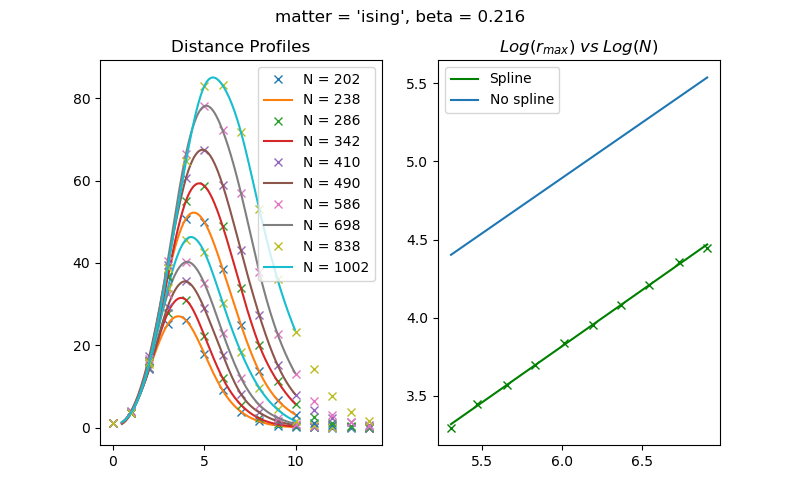 matter = 'ising', beta = 0.216
Distance Profiles
N = 202
N = 238
N = 286
N = 342
N = 410
N = 490
N = 586
N = 698
N = 838
N = 1002
80
60
40
20
0
0 5 10
Log(r_max) vs Log(N)
Spline
No spline
5.5
5.0
4.5
4.0
3.5
5.5 6.0 6.5